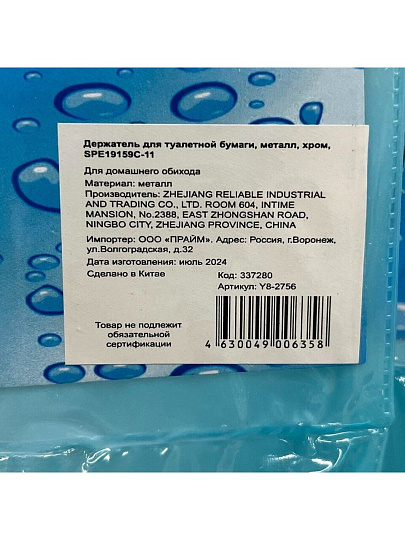 Держатель для туалетной бумаги, металл, хром,
SPE19159C-11
Для домашнего обихода
Материал: металл
Производитель: ZHEJIANG RELIABLE INDUSTRIAL
AND TRADING CO., LTD. ROOM 604, INTIME
MANSION, No.2388, EAST ZHONGSHAN ROAD,
NINGBO CITY, ZHEJIANG PROVINCE, CHINA
Импортер: ООО «ПРАЙМ». Адрес: Россия, г.Воронеж,
ул.Волгоградская, д.32
Дата изготовления: июль 2024
Сделано в Китае
Код: 337280
Артикул: Y8-2756
Товар не подлежит
обязательной
сертификации
4 630049 006358